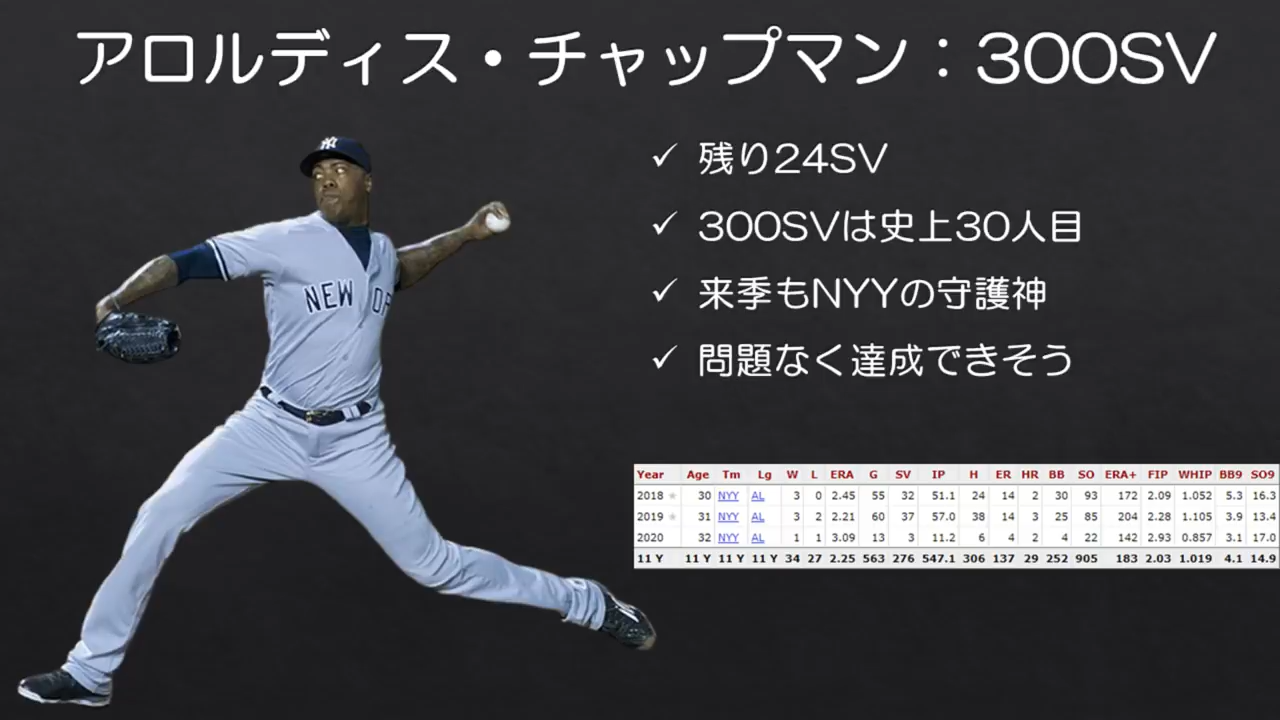 アロルディス・チャップマン：300SV
✓ 残り24SV
✓ 300SVは史上30人目
✓ 来季もNYYの守護神
✓ 問題なく達成できそう
NY
NEW OR
Year Age Tm Lg W L ERA G SV IP H ER HR BB SO ERA+ FIP WHIP BB9 SO9
2018 ★ 30 NYY AL 3 0 2.45 55 32 51.1 24 14 2 30 93 172 2.09 1.052 5.3 16.3
2019 ★ 31 NYY AL 3 2 2.21 60 37 57.0 38 14 3 25 85 204 2.28 1.105 3.9 13.4
2020 32 NYY AL 1 1 3.09 13 3 11.2 6 4 2 4 22 142 2.93 0.857 3.1 17.0
11 Y 11 Y 11 Y 11 Y 34 27 2.25 563 276 547.1 306 137 29 252 905 183 2.03 1.019 4.1 14.9